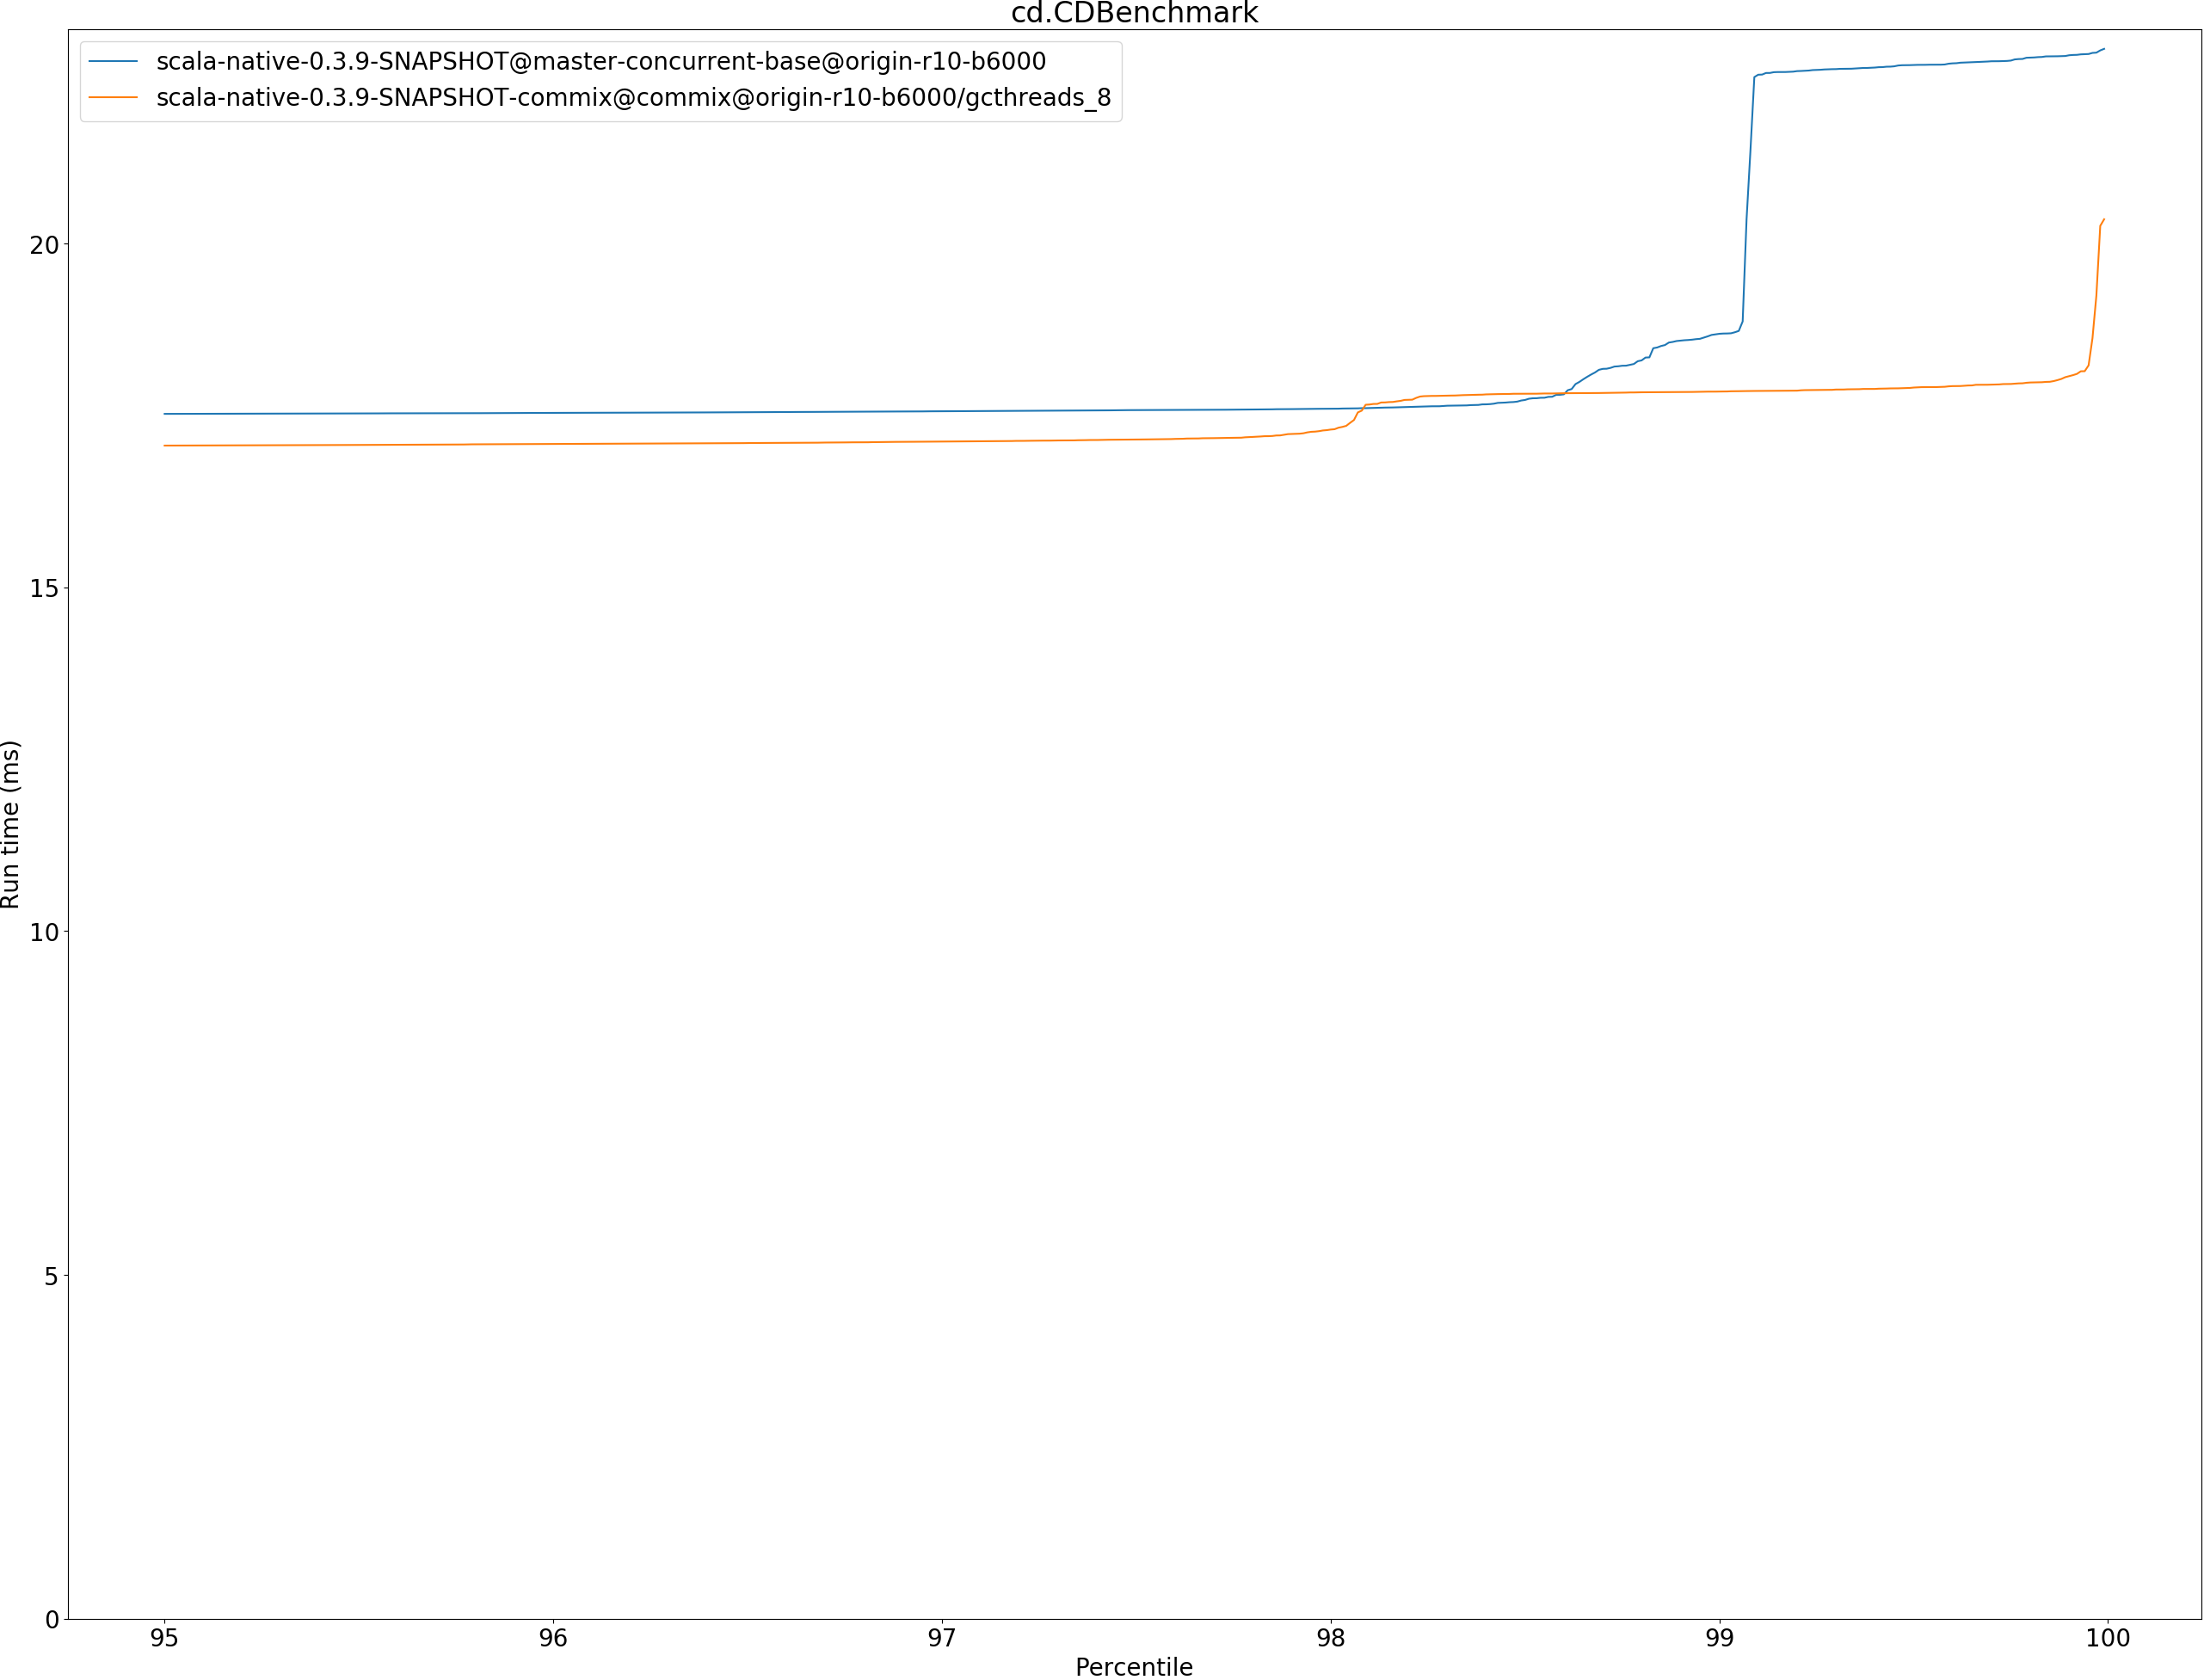 cd.CDBenchmark
scala-native-0.3.9-SNAPSHOT@master-concurrent-base@origin-r10-b6000
scala-native-0.3.9-SNAPSHOT-commix@commix@origin-r10-b6000/gcthreads_8
20
15
10
5
0
Run time (ms)
95 96 97 98 99 100
Percentile